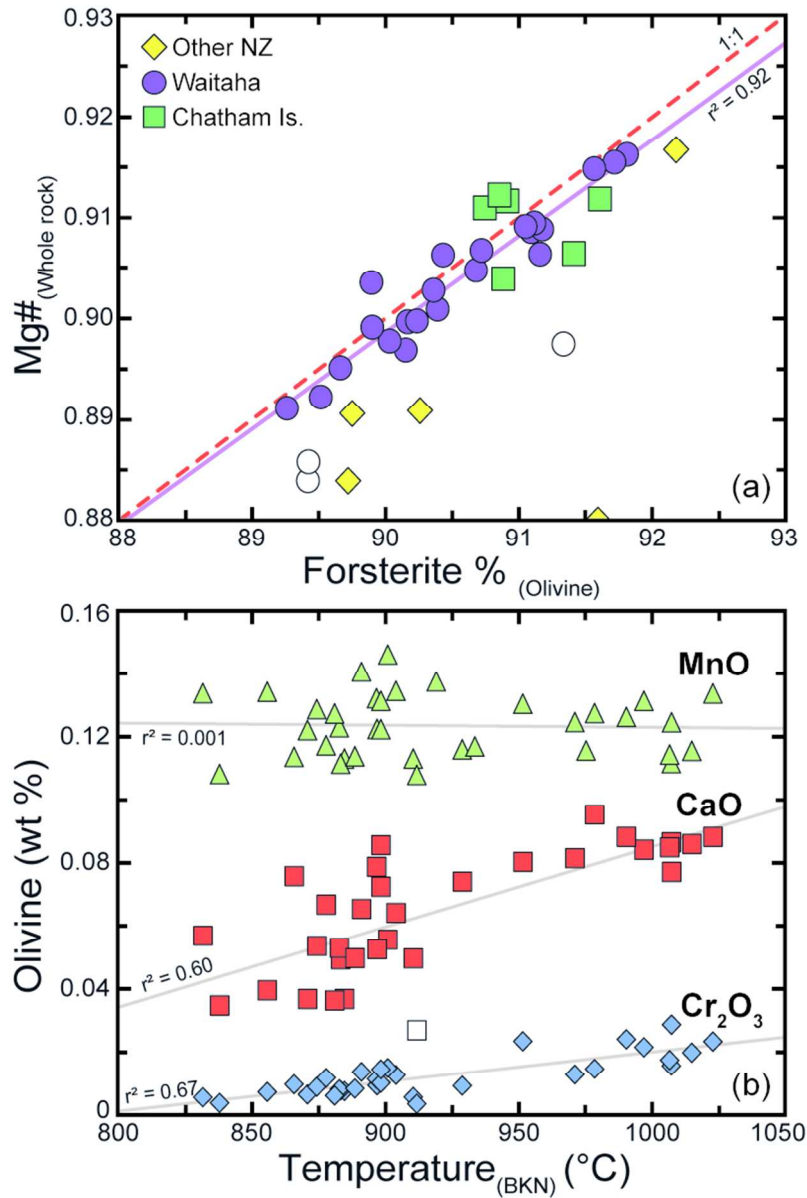 0.93
0.92
0.91
0.90
0.89
0.88
Mg#(Whole rock)
Other NZ
Waitaha
Chatham Is.
1:1
r² = 0.92
(a)
88 89 90 91 92 93
Forsterite % (Olivine)
0.16
0.12
0.08
0.04
0
Olivine (wt %)
MnO
r² = 0.001
CaO
r² = 0.60
Cr₂O₃
r² = 0.67
(b)
800 850 900 950 1000 1050
Temperature(BKN) (°C)